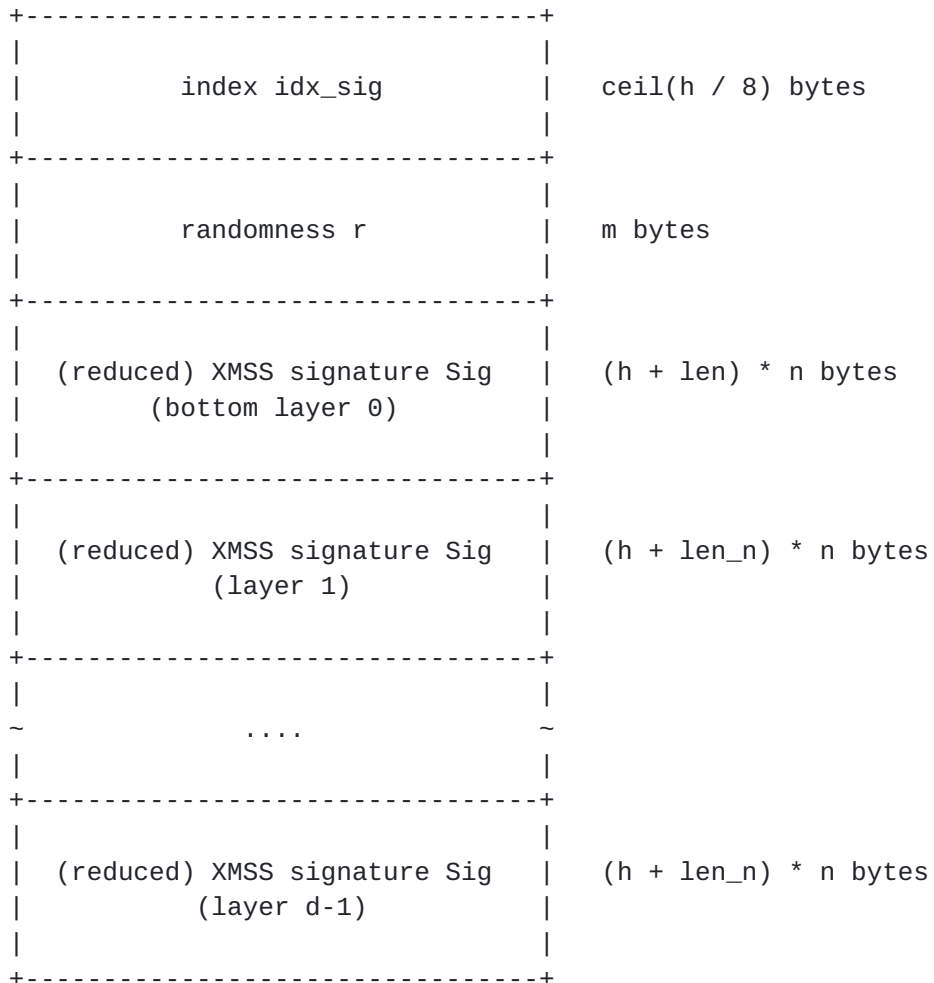 +---------------------------------+
|                                 |
|          index idx_sig          |   ceil(h / 8) bytes
|                                 |
+---------------------------------+
|                                 |
|          randomness r           |   m bytes
|                                 |
+---------------------------------+
|                                 |
|  (reduced) XMSS signature Sig   |   (h + len) * n bytes
|        (bottom layer 0)         |
|                                 |
+---------------------------------+
|                                 |
|  (reduced) XMSS signature Sig   |   (h + len_n) * n bytes
|            (layer 1)            |
|                                 |
+---------------------------------+
|                                 |
~              ....               ~
|                                 |
+---------------------------------+
|                                 |
|  (reduced) XMSS signature Sig   |   (h + len_n) * n bytes
|           (layer d-1)           |
|                                 |
+---------------------------------+